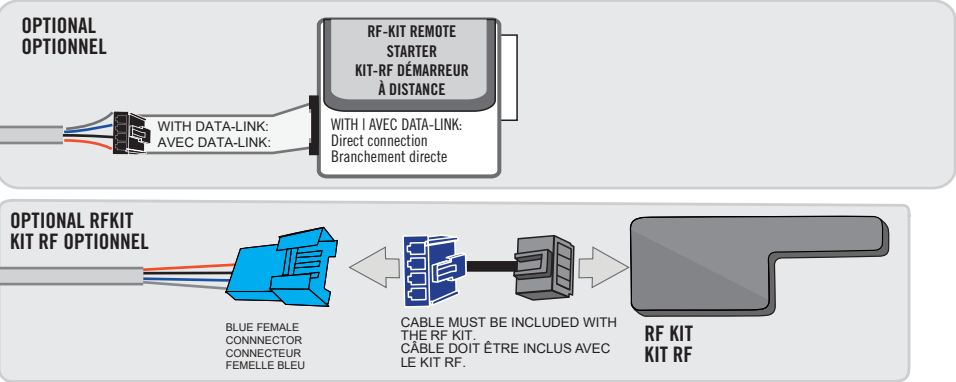 OPTIONAL
OPTIONNEL
RF-KIT REMOTE
STARTER
KIT-RF DÉMARREUR
À DISTANCE
WITH DATA-LINK:
AVEC DATA-LINK:
WITH | AVEC DATA-LINK:
Direct connection
Branchement directe
OPTIONAL RFKIT
KIT RF OPTIONNEL
BLUE FEMALE
CONNNECTOR
CONNECTEUR
FEMELLE BLEU
CABLE MUST BE INCLUDED WITH
THE RF KIT.
CÂBLE DOIT ÊTRE INCLUS AVEC
LE KIT RF.
RF KIT
KIT RF